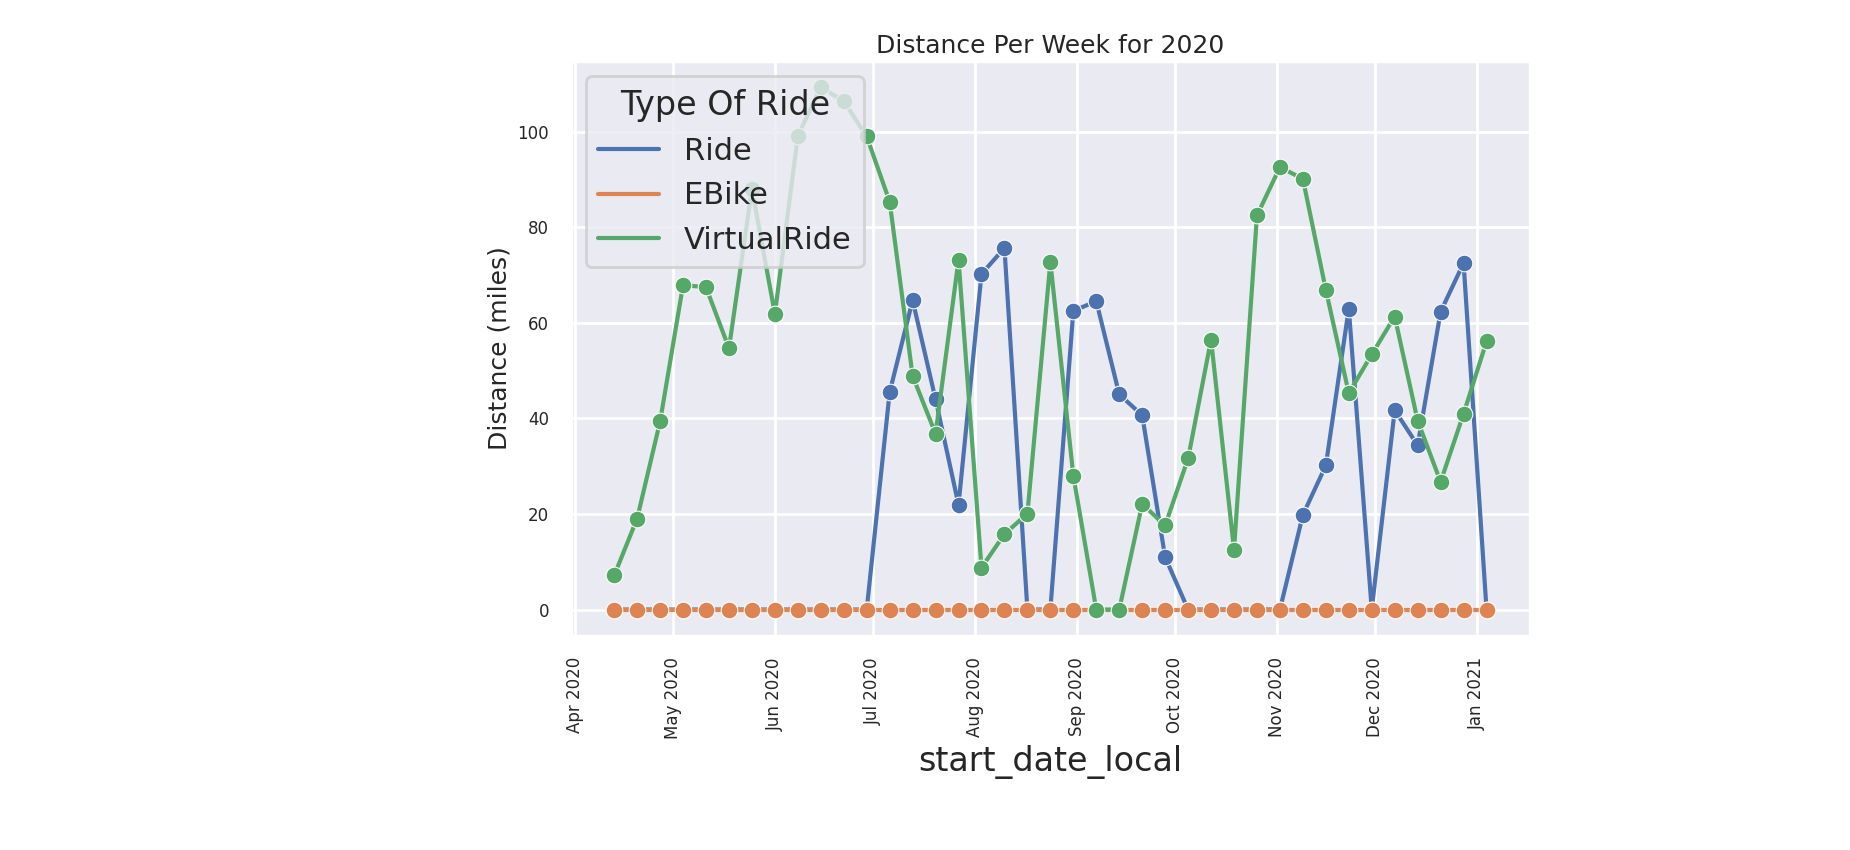 Distance Per Week for 2020
Type Of Ride
Ride
EBike
VirtualRide
Distance (miles)
100
80
60
40
20
0
Apr 2020
May 2020
Jun 2020
Jul 2020
Aug 2020
Sep 2020
Oct 2020
Nov 2020
Dec 2020
Jan 2021
start_date_local